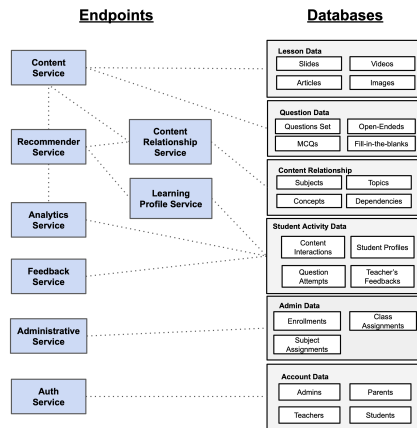 Endpoints
Databases
Content
Service
Recommender
Service
Content
Relationship
Service
Learning
Profile Service
Analytics
Service
Feedback
Service
Administrative
Service
Auth
Service
Lesson Data
Slides
Videos
Articles
Images
Question Data
Questions Set
Open-Endeds
MCQs
Fill-in-the-blanks
Content Relationship
Subjects
Topics
Concepts
Dependencies
Student Activity Data
Content
Interactions
Student Profiles
Question
Attempts
Teacher's
Feedbacks
Admin Data
Enrollments
Class
Assignments
Subject
Assignments
Account Data
Admins
Parents
Teachers
Students